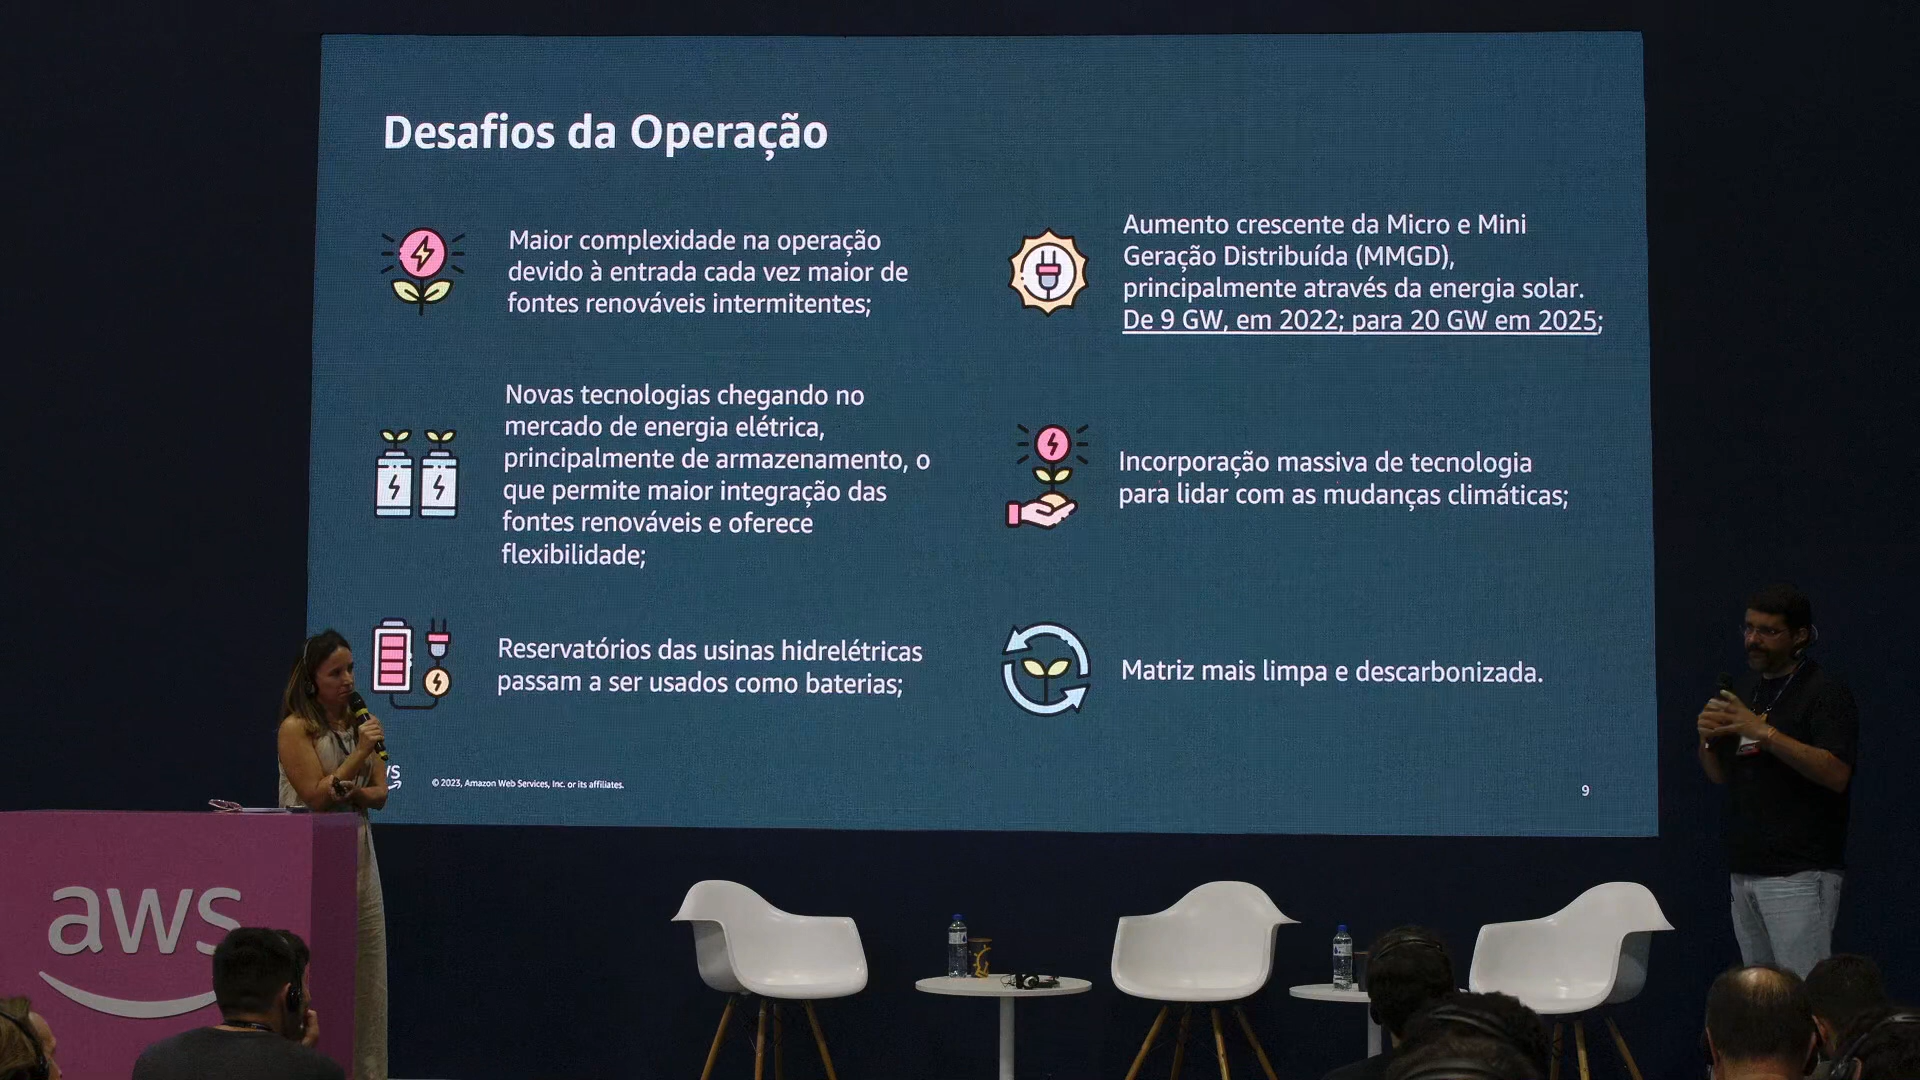 Desafios da Operação
Maior complexidade na operação
devido à entrada cada vez maior de
fontes renováveis intermitentes;
Novas tecnologias chegando no
mercado de energia elétrica,
principalmente de armazenamento, o
que permite maior integração das
fontes renováveis e oferece
flexibilidade;
Reservatórios das usinas hidrelétricas
passam a ser usados como baterias;
Aumento crescente da Micro e Mini
Geração Distribuída (MMGD),
principalmente através da energia solar.
De 9 GW, em 2022; para 20 GW em 2025;
Incorporação massiva de tecnologia
para lidar com as mudanças climáticas;
Matriz mais limpa e descarbonizada.
© 2023, Amazon Web Services, Inc. or its affiliates.
9
aws